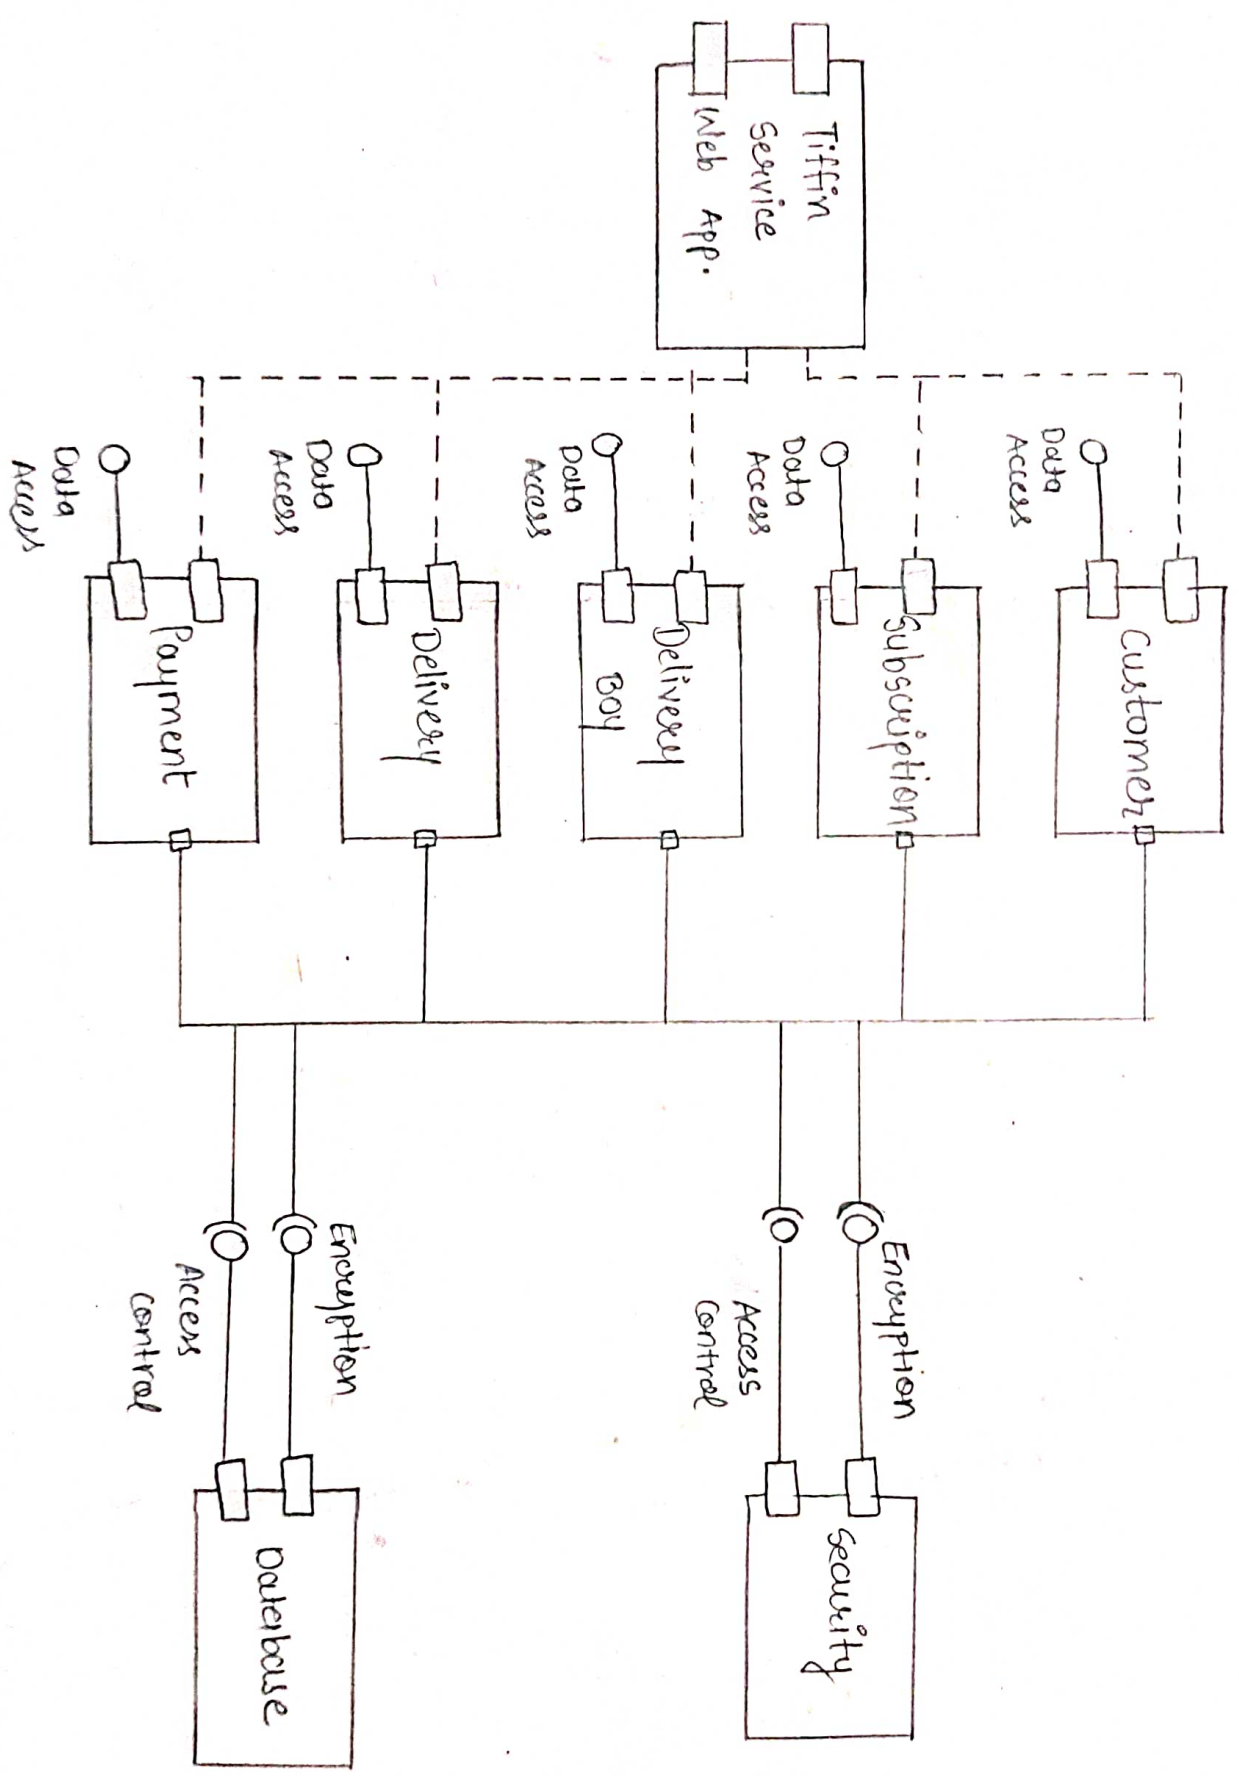 Tiffin
Service
Web App.
Data
Access
Customer
Data
Access
Subscription
Data
Access
Delivery
Boy
Data
Access
Delivery
Data
Access
Payment
Encryption
Access
Control
Security
Encryption
Access
Control
Database